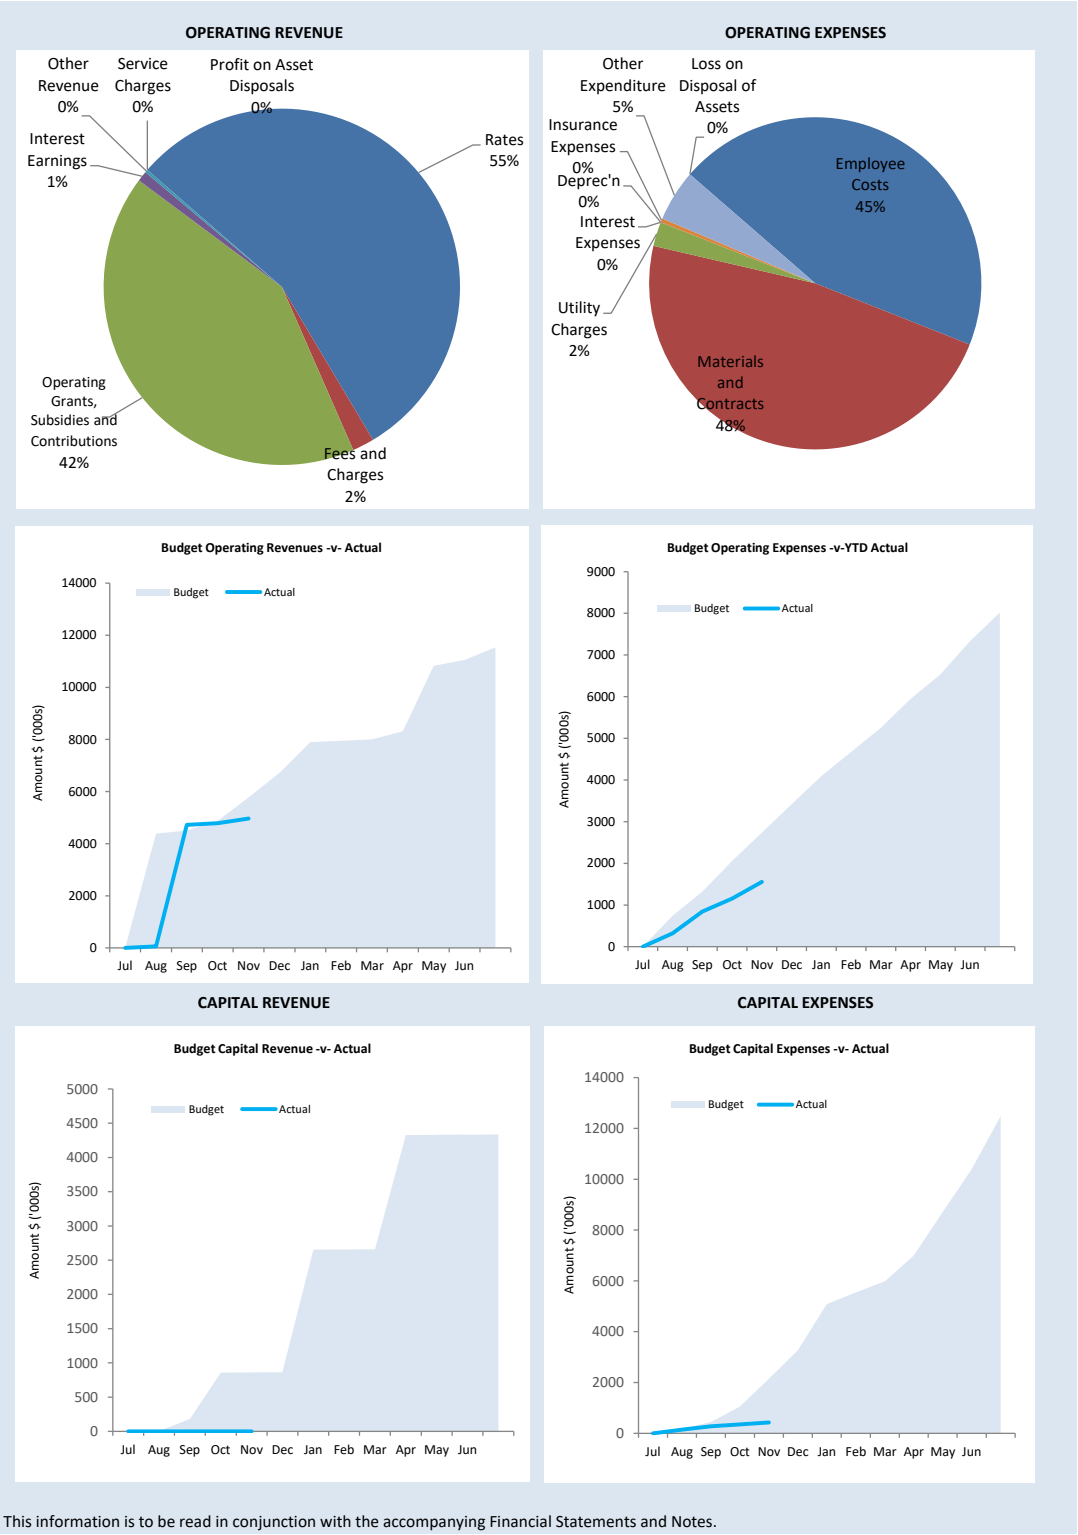 OPERATING REVENUE
Other
Revenue
0%
Service
Charges
0%
Profit on Asset
Disposals
0%
Rates
55%
Interest
Earnings
1%
Operating
Grants,
Subsidies and
Contributions
42%
Fees and
Charges
2%
OPERATING EXPENSES
Other
Expenditure
5%
Loss on
Disposal of
Assets
0%
Insurance
Expenses
0%
Deprec'n
0%
Interest
Expenses
0%
Utility
Charges
2%
Employee
Costs
45%
Materials
and
Contracts
48%
Budget Operating Revenues -v- Actual
Budget Actual
Amount $ ('000s)
14000
12000
10000
8000
6000
4000
2000
0
Jul Aug Sep Oct Nov Dec Jan Feb Mar Apr May Jun
Budget Operating Expenses -v-YTD Actual
Budget Actual
Amount $ ('000s)
9000
8000
7000
6000
5000
4000
3000
2000
1000
0
Jul Aug Sep Oct Nov Dec Jan Feb Mar Apr May Jun
CAPITAL REVENUE
Budget Capital Revenue -v- Actual
Budget Actual
Amount $ ('000s)
5000
4500
4000
3500
3000
2500
2000
1500
1000
500
0
Jul Aug Sep Oct Nov Dec Jan Feb Mar Apr May Jun
CAPITAL EXPENSES
Budget Capital Expenses -v- Actual
Budget Actual
Amount $ ('000s)
14000
12000
10000
8000
6000
4000
2000
0
Jul Aug Sep Oct Nov Dec Jan Feb Mar Apr May Jun
This information is to be read in conjunction with the accompanying Financial Statements and Notes.